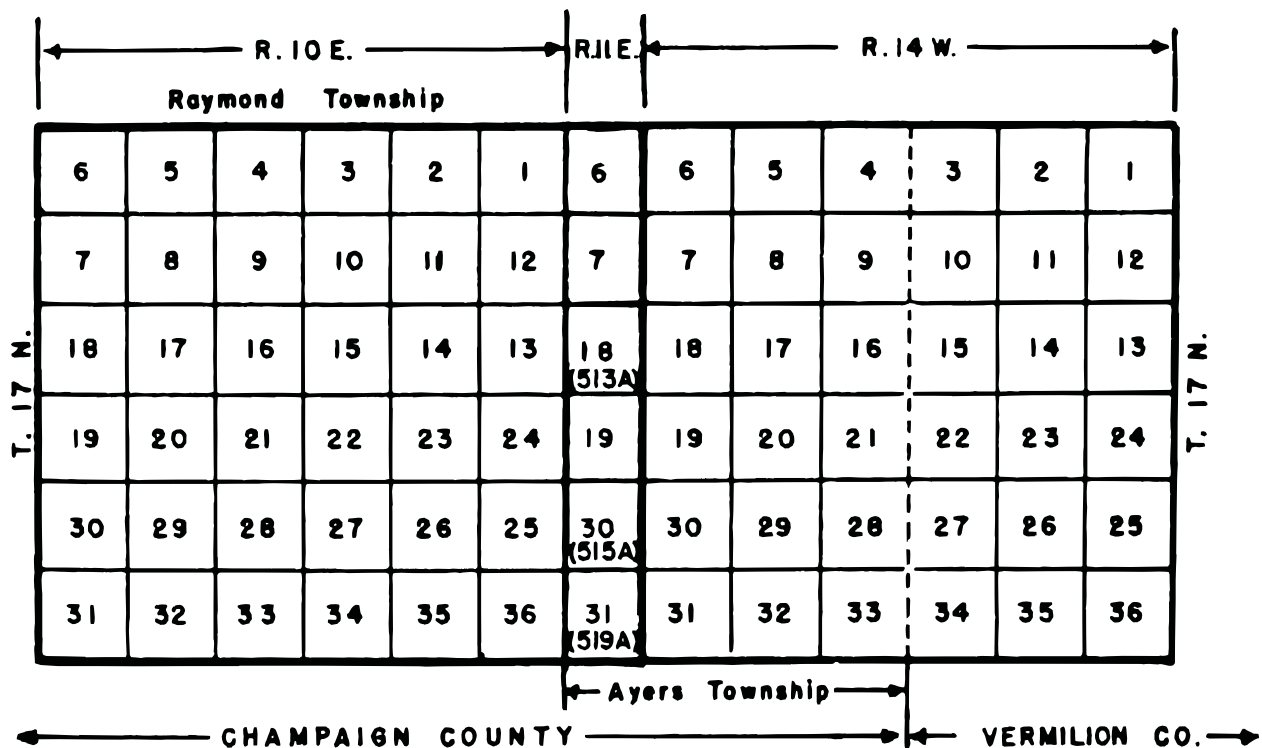 R. 10 E. R. 11 E. R. 14 W.
Raymond Township
6 5 4 3 2 1 6 6 5 4 3 2 1
7 8 9 10 11 12 7 7 8 9 10 11 12
18 17 16 15 14 13 18 18 17 16 15 14 13
(513A)
T. 17 N.
T. 17 N.
19 20 21 22 23 24 19 19 20 21 22 23 24
30 29 28 27 26 25 30 30 29 28 27 26 25
(515A)
31 32 33 34 35 36 31 31 32 33 34 35 36
(519A)
Ayers Township
CHAMPAIGN COUNTY VERMILION CO.